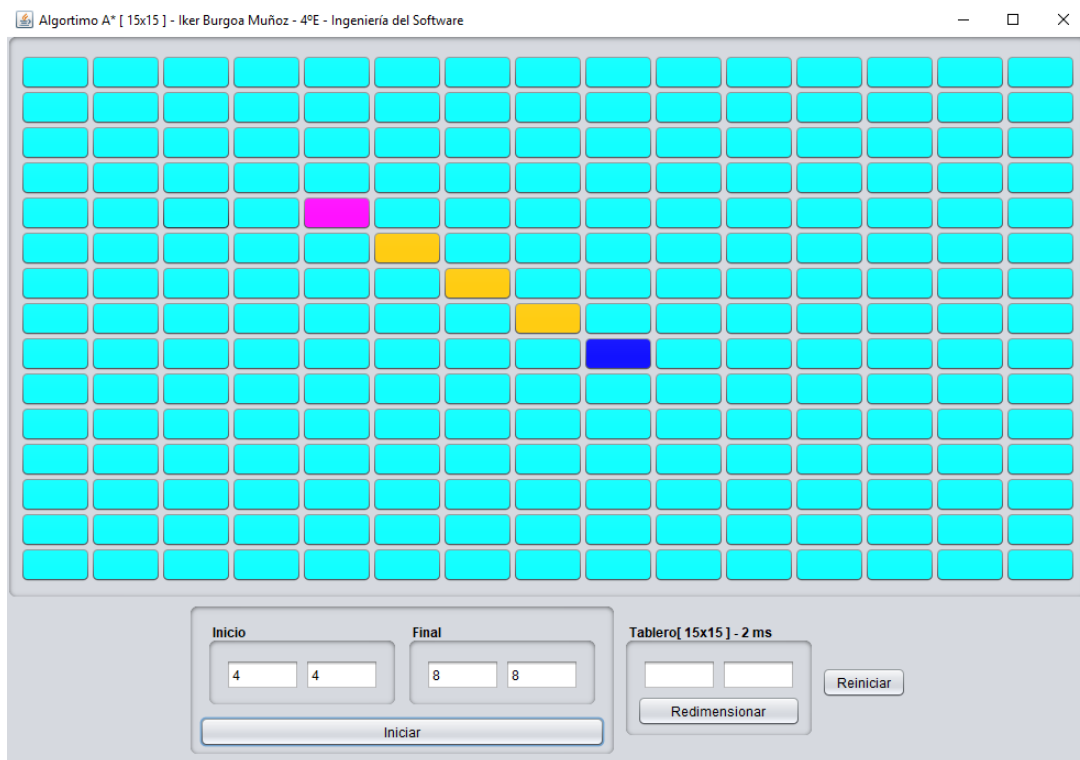 Algortimo A* [ 15x15 ] - Iker Burgoa Muñoz - 4ºE - Ingeniería del Software
Inicio
Final
Tablero[ 15x15 ] - 2 ms
4
4
8
8
Redimensionar
Reiniciar
Iniciar